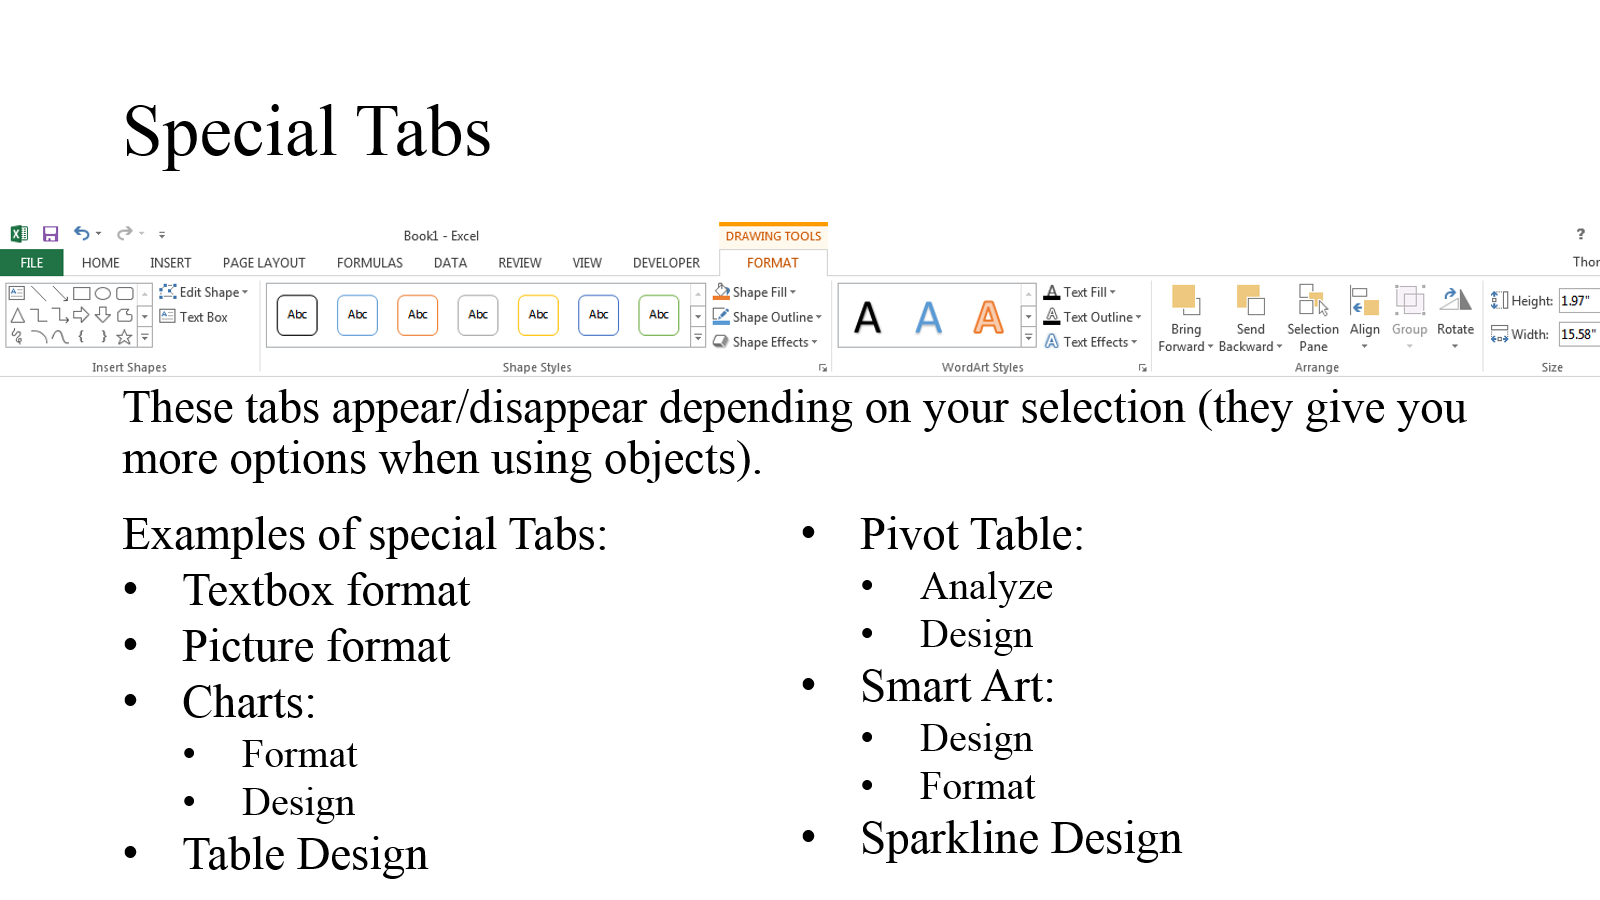 Special Tabs
Book1 - Excel
DRAWING TOOLS
?
FILE HOME INSERT PAGE LAYOUT FORMULAS DATA REVIEW VIEW DEVELOPER FORMAT Thor
Edit Shape
Text Box
Insert Shapes
Abc Abc Abc Abc Abc Abc Abc
Shape Fill
Shape Outline
Shape Effects
Shape Styles
A A A
Text Fill
Text Outline
Text Effects
WordArt Styles
Bring Forward
Send Backward
Selection Pane
Align
Group
Rotate
Arrange
Height: 1.97"
Width: 15.58"
Size
These tabs appear/disappear depending on your selection (they give you
more options when using objects).
Examples of special Tabs:
• Textbox format
• Picture format
• Charts:
• Format
• Design
• Table Design
• Pivot Table:
• Analyze
• Design
• Smart Art:
• Design
• Format
• Sparkline Design